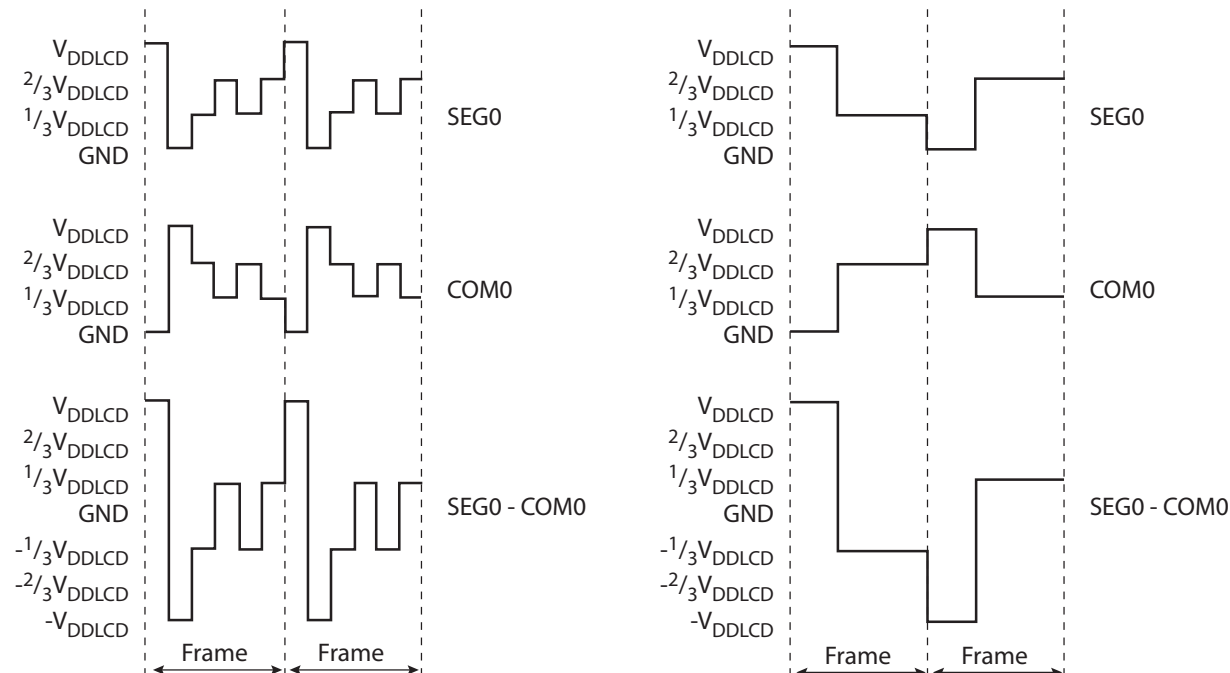 V_DDLCD
2/3V_DDLCD
1/3V_DDLCD
GND
SEG0
V_DDLCD
2/3V_DDLCD
1/3V_DDLCD
GND
COM0
V_DDLCD
2/3V_DDLCD
1/3V_DDLCD
GND
-1/3V_DDLCD
-2/3V_DDLCD
-V_DDLCD
SEG0 - COM0
Frame
Frame
V_DDLCD
2/3V_DDLCD
1/3V_DDLCD
GND
SEG0
V_DDLCD
2/3V_DDLCD
1/3V_DDLCD
GND
COM0
V_DDLCD
2/3V_DDLCD
1/3V_DDLCD
GND
-1/3V_DDLCD
-2/3V_DDLCD
-V_DDLCD
SEG0 - COM0
Frame
Frame